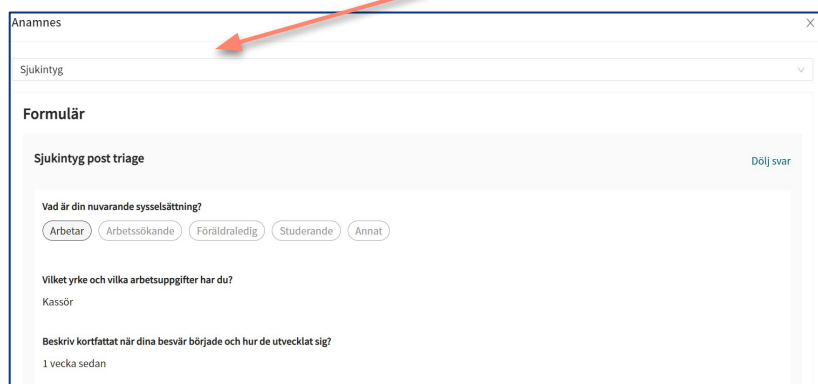 Anamnes
Sjukintyg
Formulär
Sjukintyg post triage
Dölj svar
Vad är din nuvarande sysselsättning?
Arbetar Arbetssökande Föräldraledig Studerande Annat
Vilket yrke och vilka arbetsuppgifter har du?
Kassör
Beskriv kortfattat när dina besvär började och hur de utvecklat sig?
1 vecka sedan